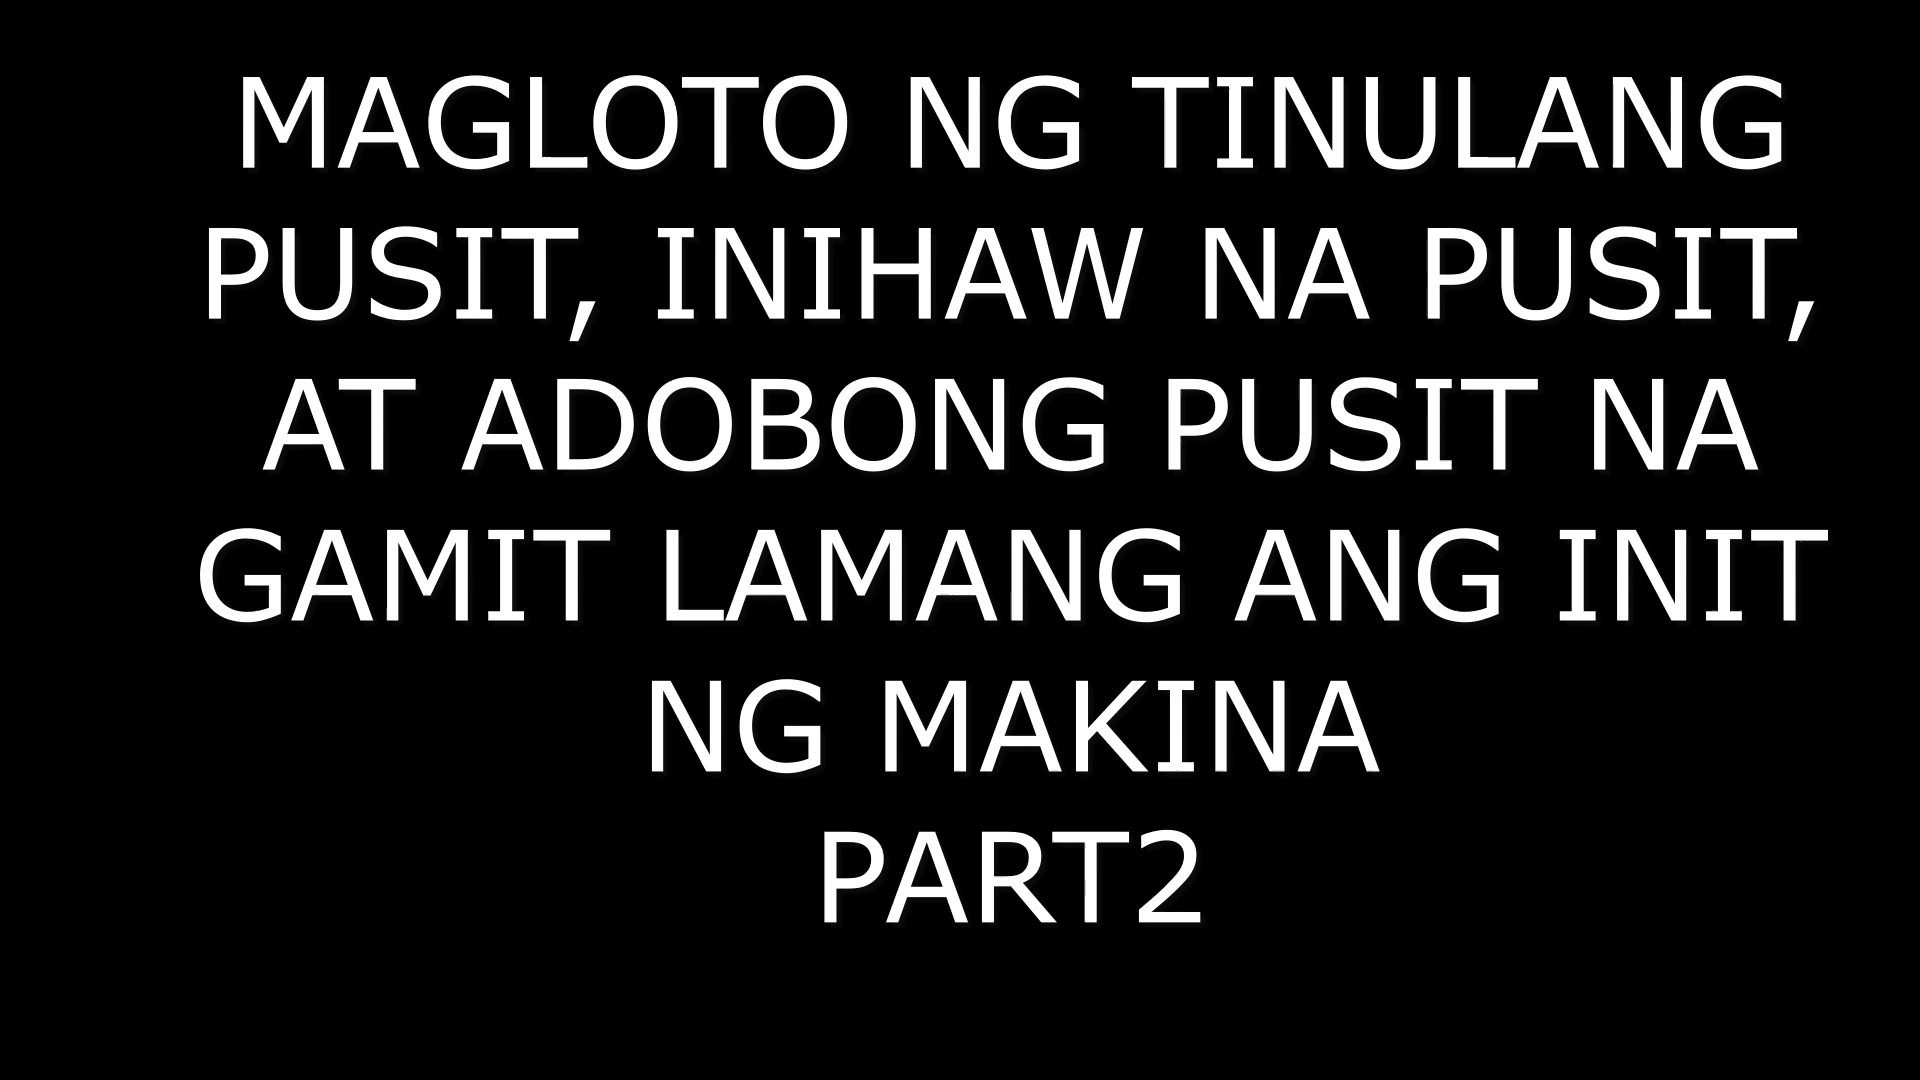 MAGLOTO NG TINULANG
PUSIT, INIHAW NA PUSIT,
AT ADOBONG PUSIT NA
GAMIT LAMANG ANG INIT
NG MAKINA
PART2